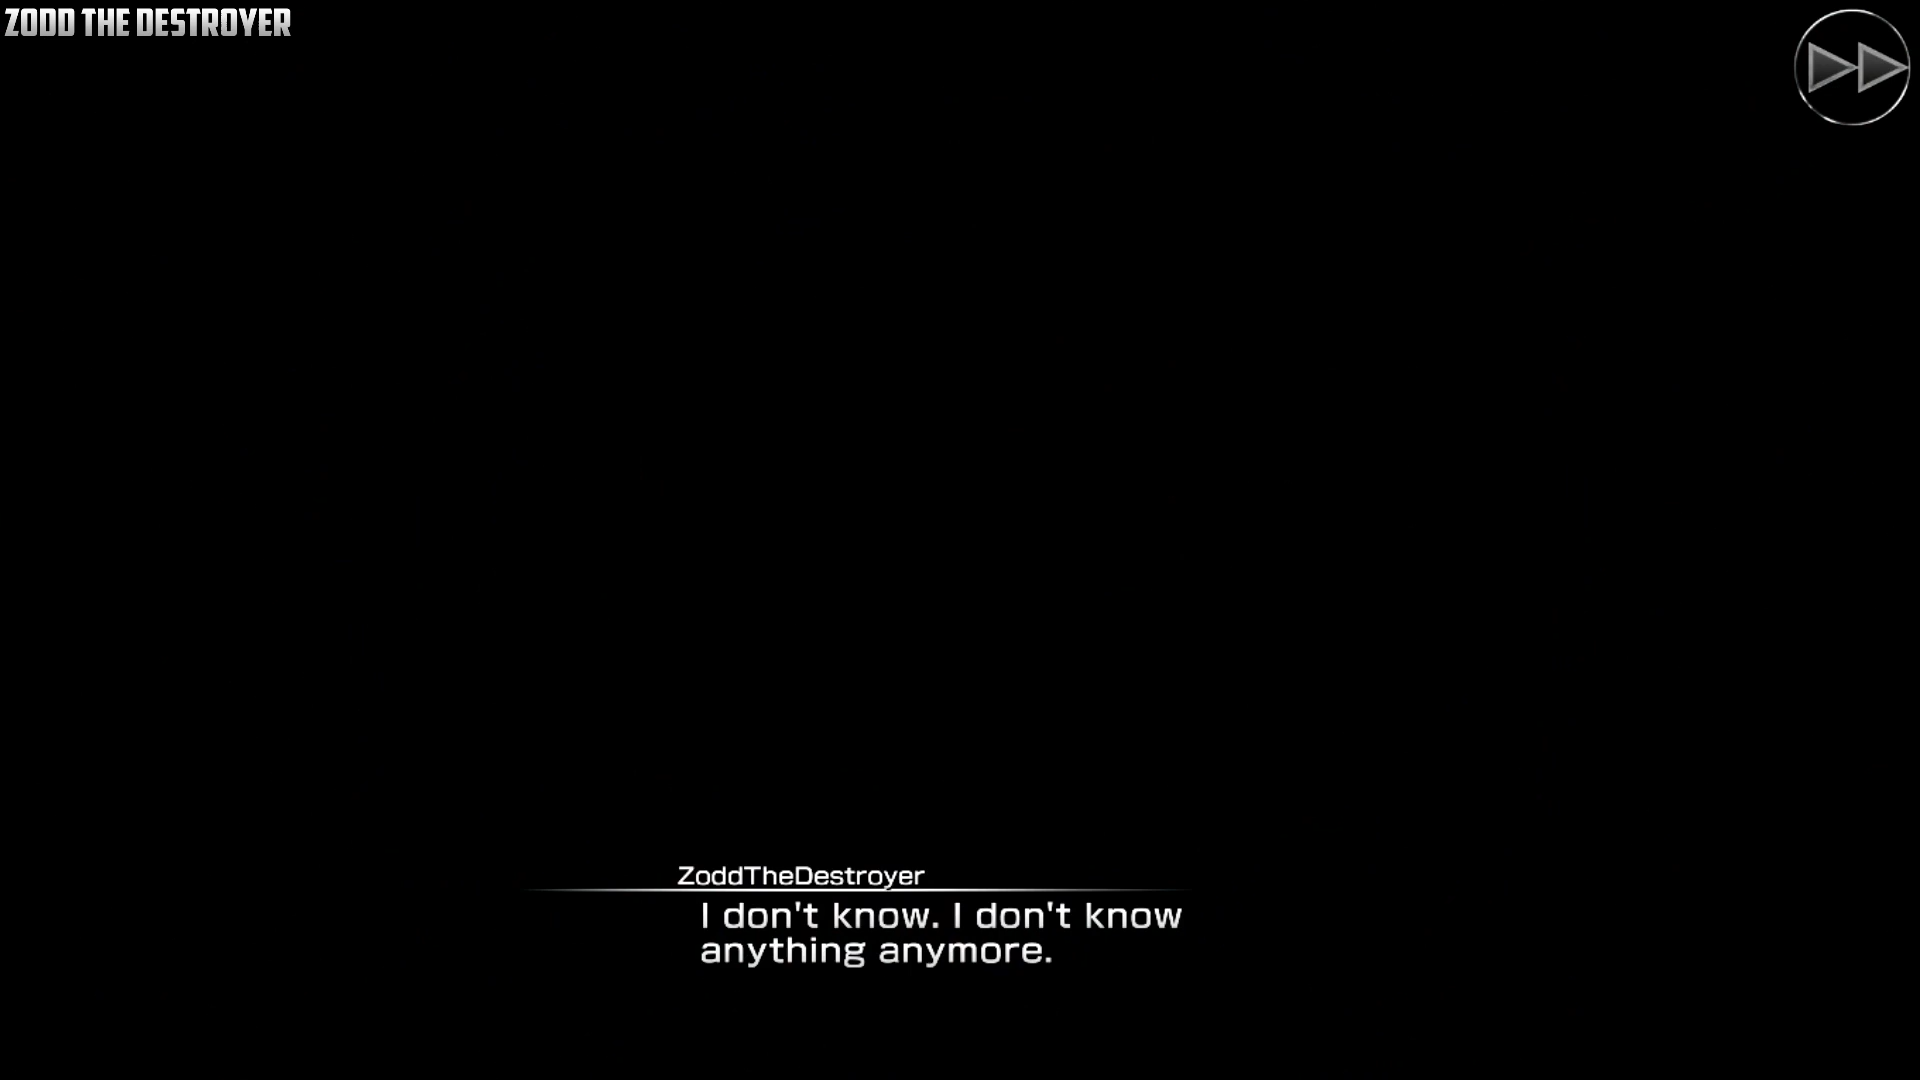 ZODD THE DESTROYER
ZoddTheDestroyer
I don't know. I don't know
anything anymore.